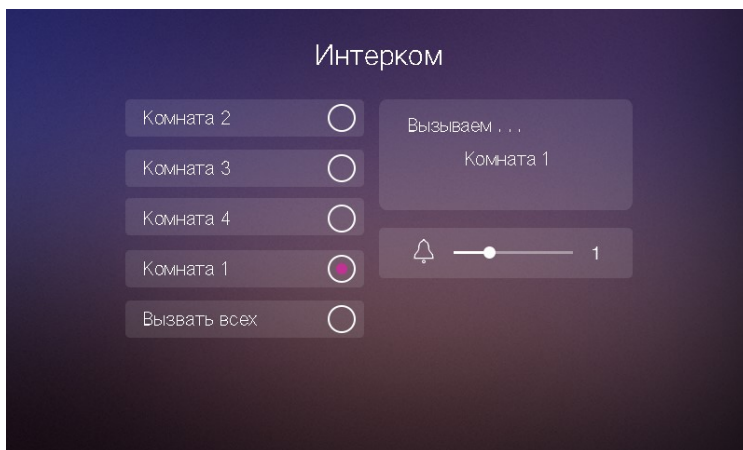 Интерком
Комната 2
Комната 3
Комната 4
Комната 1
Вызвать всех
Вызываем . . .
Комната 1
1